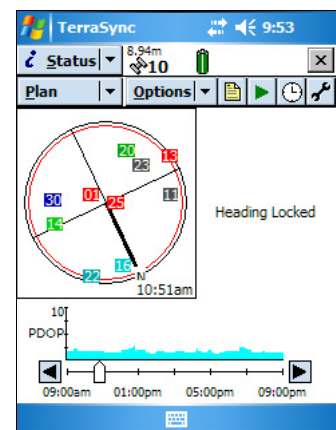 TerraSync 9:53
i Status 8.94m
10
Plan Options
20
13
23
30 01 25 11
14
16
22 N
10:51am
Heading Locked
10
PDOP
09:00am 01:00pm 05:00pm 09:00pm